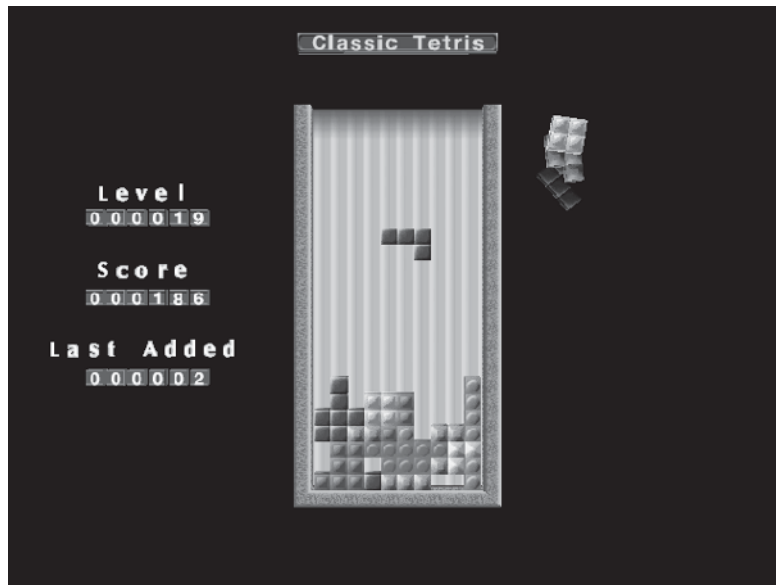 Classic Tetris
Level
000019
Score
000186
Last Added
000002